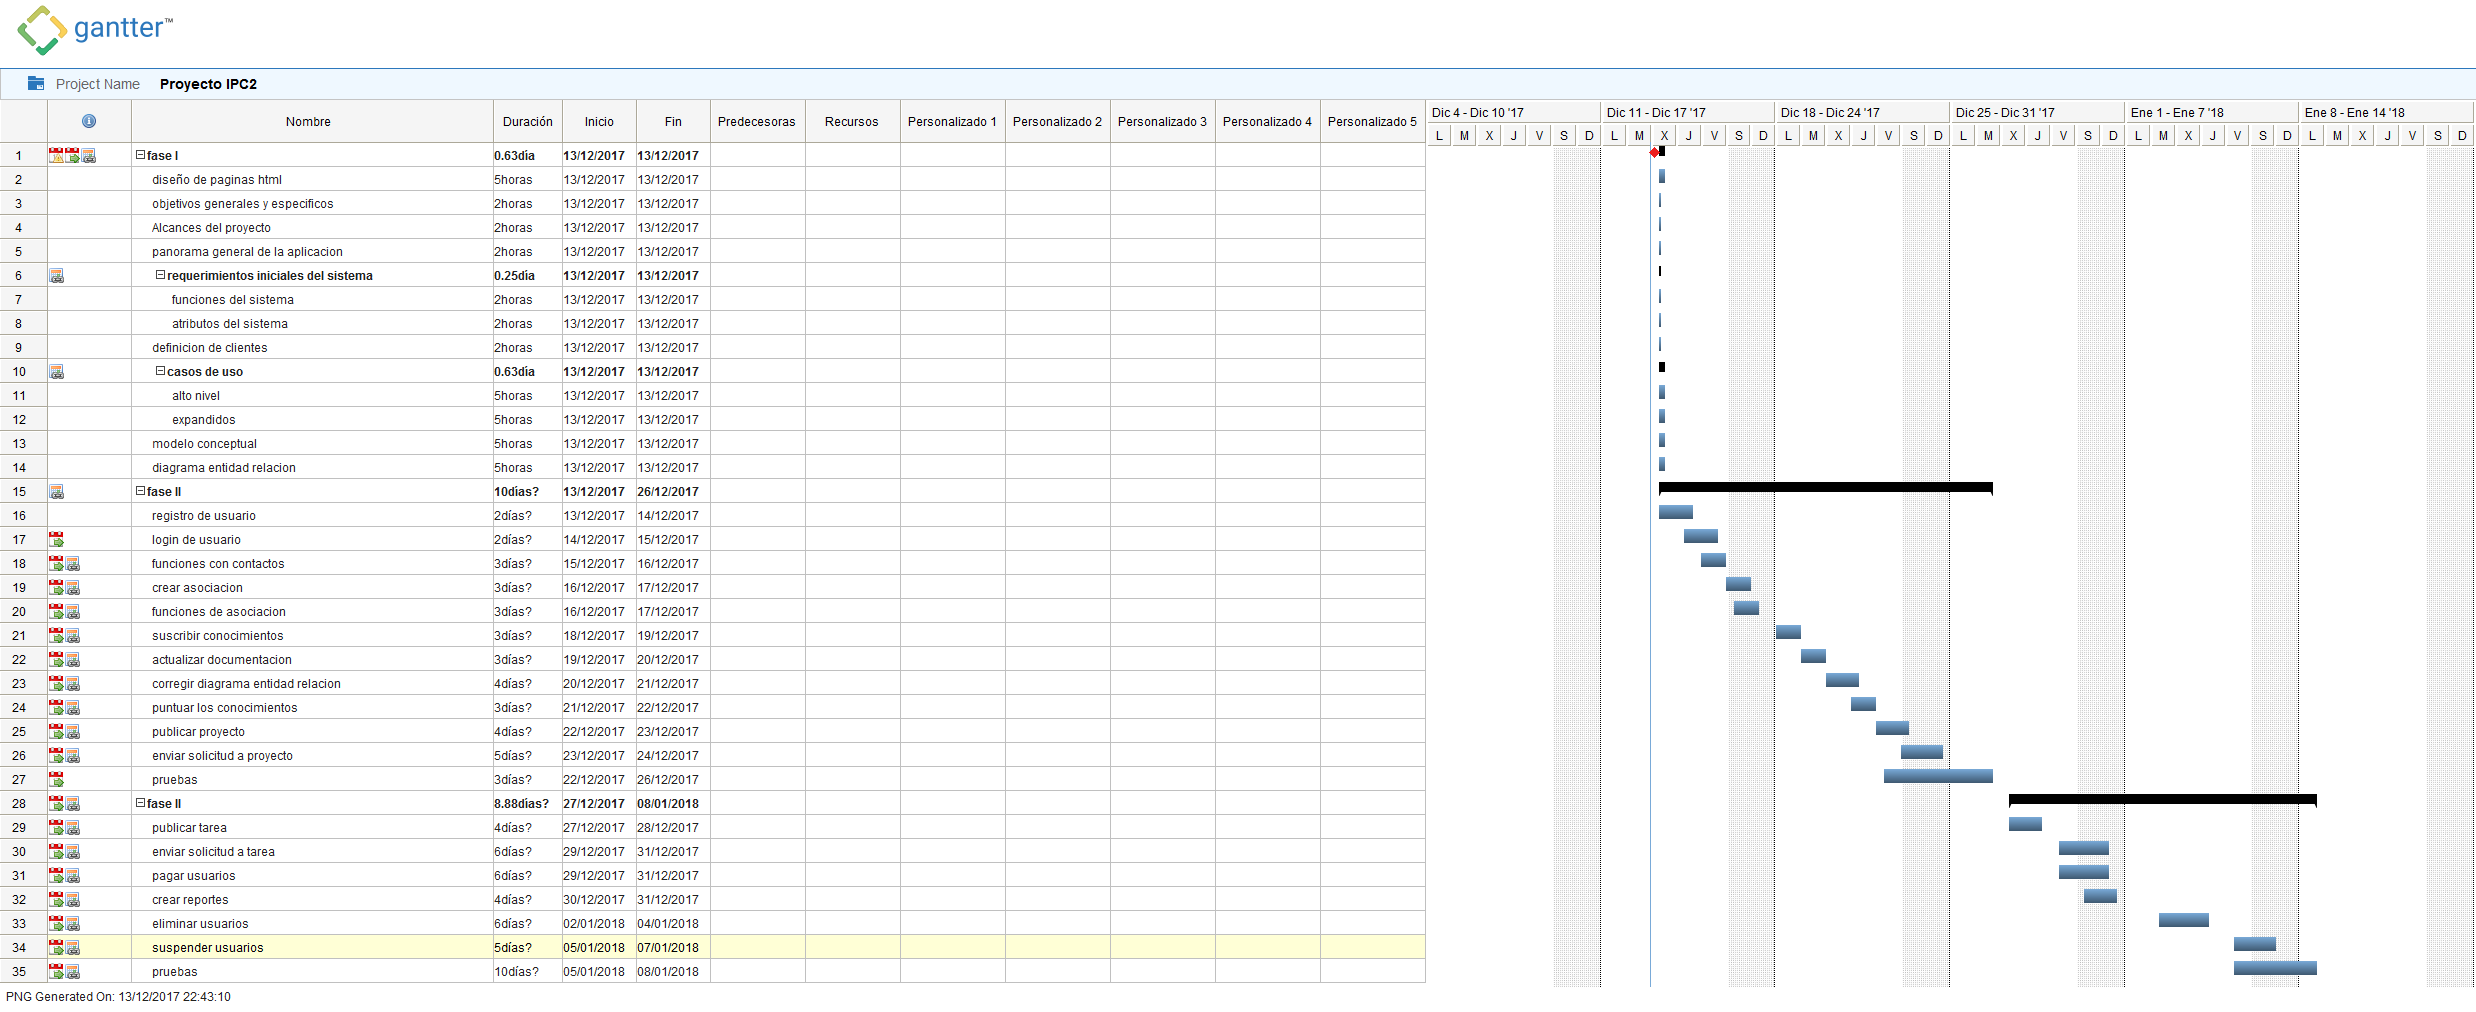 gantter™
Project Name Proyecto IPC2
Nombre Duración Inicio Fin Predecesoras Recursos Personalizado 1 Personalizado 2 Personalizado 3 Personalizado 4 Personalizado 5
Dic 4 - Dic 10 '17 Dic 11 - Dic 17 '17 Dic 18 - Dic 24 '17 Dic 25 - Dic 31 '17 Ene 1 - Ene 7 '18 Ene 8 - Ene 14 '18
L M X J V S D L M X J V S D L M X J V S D L M X J V S D L M X J V S D L M X J V S D
1 fase I 0.63día 13/12/2017 13/12/2017
2 diseño de paginas html 5horas 13/12/2017 13/12/2017
3 objetivos generales y especificos 2horas 13/12/2017 13/12/2017
4 Alcances del proyecto 2horas 13/12/2017 13/12/2017
5 panorama general de la aplicacion 2horas 13/12/2017 13/12/2017
6 requerimientos iniciales del sistema 0.25día 13/12/2017 13/12/2017
7 funciones del sistema 2horas 13/12/2017 13/12/2017
8 atributos del sistema 2horas 13/12/2017 13/12/2017
9 definicion de clientes 2horas 13/12/2017 13/12/2017
10 casos de uso 0.63día 13/12/2017 13/12/2017
11 alto nivel 5horas 13/12/2017 13/12/2017
12 expandidos 5horas 13/12/2017 13/12/2017
13 modelo conceptual 5horas 13/12/2017 13/12/2017
14 diagrama entidad relacion 5horas 13/12/2017 13/12/2017
15 fase II 10días? 13/12/2017 26/12/2017
16 registro de usuario 2días? 13/12/2017 14/12/2017
17 login de usuario 2días? 14/12/2017 15/12/2017
18 funciones con contactos 3días? 15/12/2017 16/12/2017
19 crear asociacion 3días? 16/12/2017 17/12/2017
20 funciones de asociacion 3días? 16/12/2017 17/12/2017
21 suscribir conocimientos 3días? 18/12/2017 19/12/2017
22 actualizar documentacion 3días? 19/12/2017 20/12/2017
23 corregir diagrama entidad relacion 4días? 20/12/2017 21/12/2017
24 puntuar los conocimientos 3días? 21/12/2017 22/12/2017
25 publicar proyecto 4días? 22/12/2017 23/12/2017
26 enviar solicitud a proyecto 5días? 23/12/2017 24/12/2017
27 pruebas 3días? 22/12/2017 26/12/2017
28 fase II 8.88días? 27/12/2017 08/01/2018
29 publicar tarea 4días? 27/12/2017 28/12/2017
30 enviar solicitud a tarea 6días? 29/12/2017 31/12/2017
31 pagar usuarios 6días? 29/12/2017 31/12/2017
32 crear reportes 4días? 30/12/2017 31/12/2017
33 eliminar usuarios 6días? 02/01/2018 04/01/2018
34 suspender usuarios 5días? 05/01/2018 07/01/2018
35 pruebas 10días? 05/01/2018 08/01/2018
PNG Generated On: 13/12/2017 22:43:10